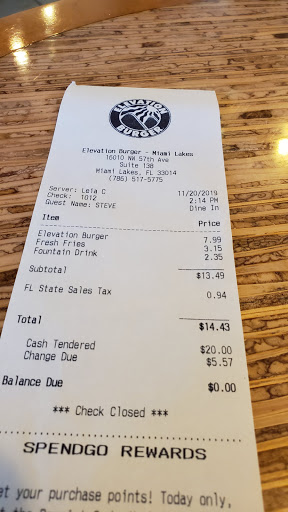 ELEVATION
BURGER
Elevation Burger - Miami Lakes
16010 NW 57th Ave
Suite 138
Miami Lakes, FL 33014
(786) 517-5775
Server: Lela C 11/20/2019
Check: 1012 2:14 PM
Guest Name: STEVE Dine In
Item Price
Elevation Burger 7.99
Fresh Fries 3.15
Fountain Drink 2.35
Subtotal $13.49
FL State Sales Tax 0.94
Total $14.43
Cash Tendered $20.00
Change Due $5.57
Balance Due $0.00
*** Check Closed ***
SPENDGO REWARDS
et your purchase points! Today only,